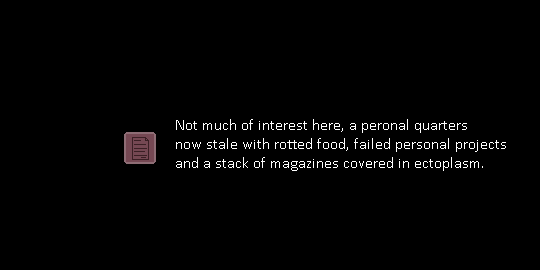 Not much of interest here, a peronal quarters
now stale with rotted food, failed personal projects
and a stack of magazines covered in ectoplasm.